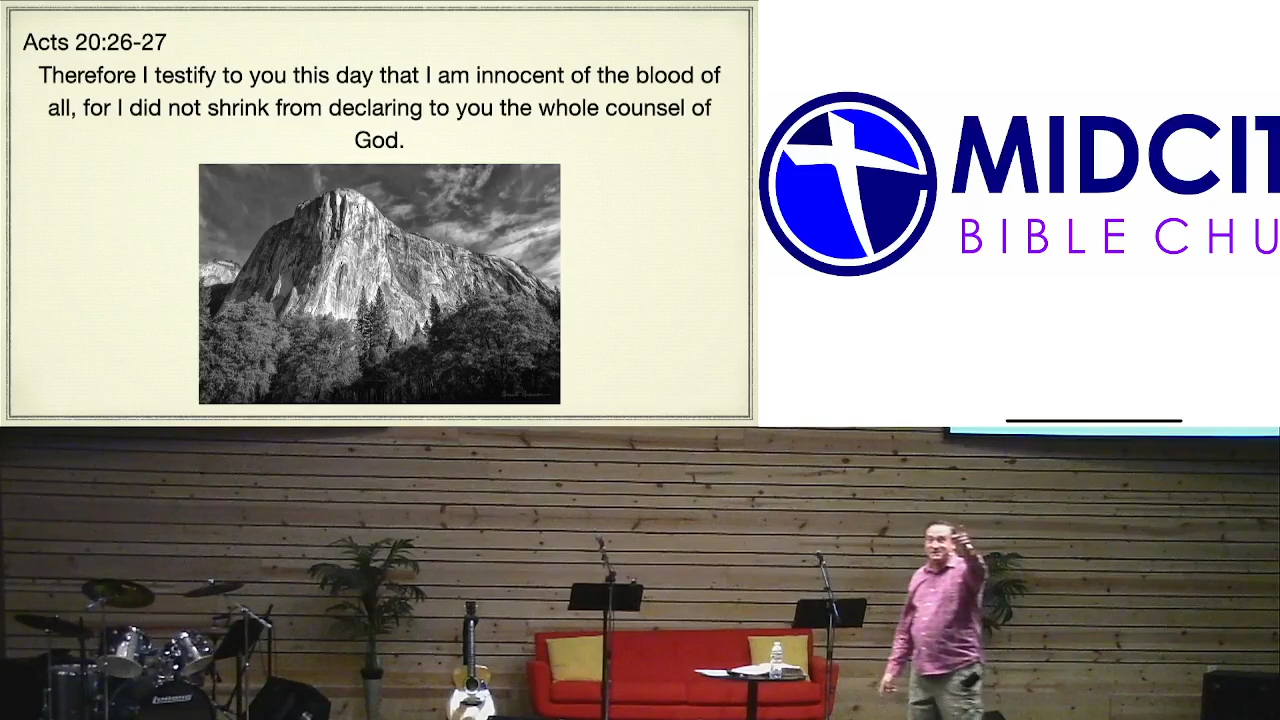 Acts 20:26-27
Therefore I testify to you this day that I am innocent of the blood of
all, for I did not shrink from declaring to you the whole counsel of
God.
MIDCIT
BIBLE CHU